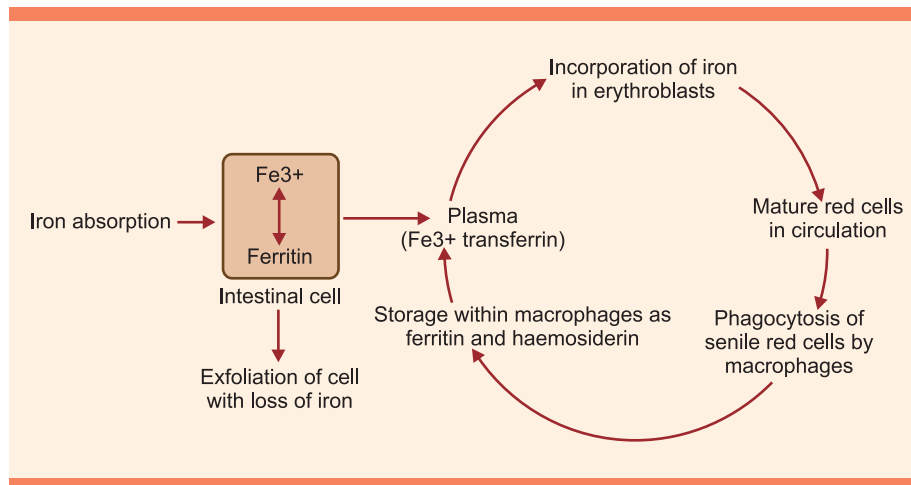 Incorporation of iron
in erythroblasts
Fe3+
Iron absorption
Ferritin
Intestinal cell
Exfoliation of cell
with loss of iron
Plasma
(Fe3+ transferrin)
Mature red cells
in circulation
Storage within macrophages as
ferritin and haemosiderin
Phagocytosis of
senile red cells by
macrophages